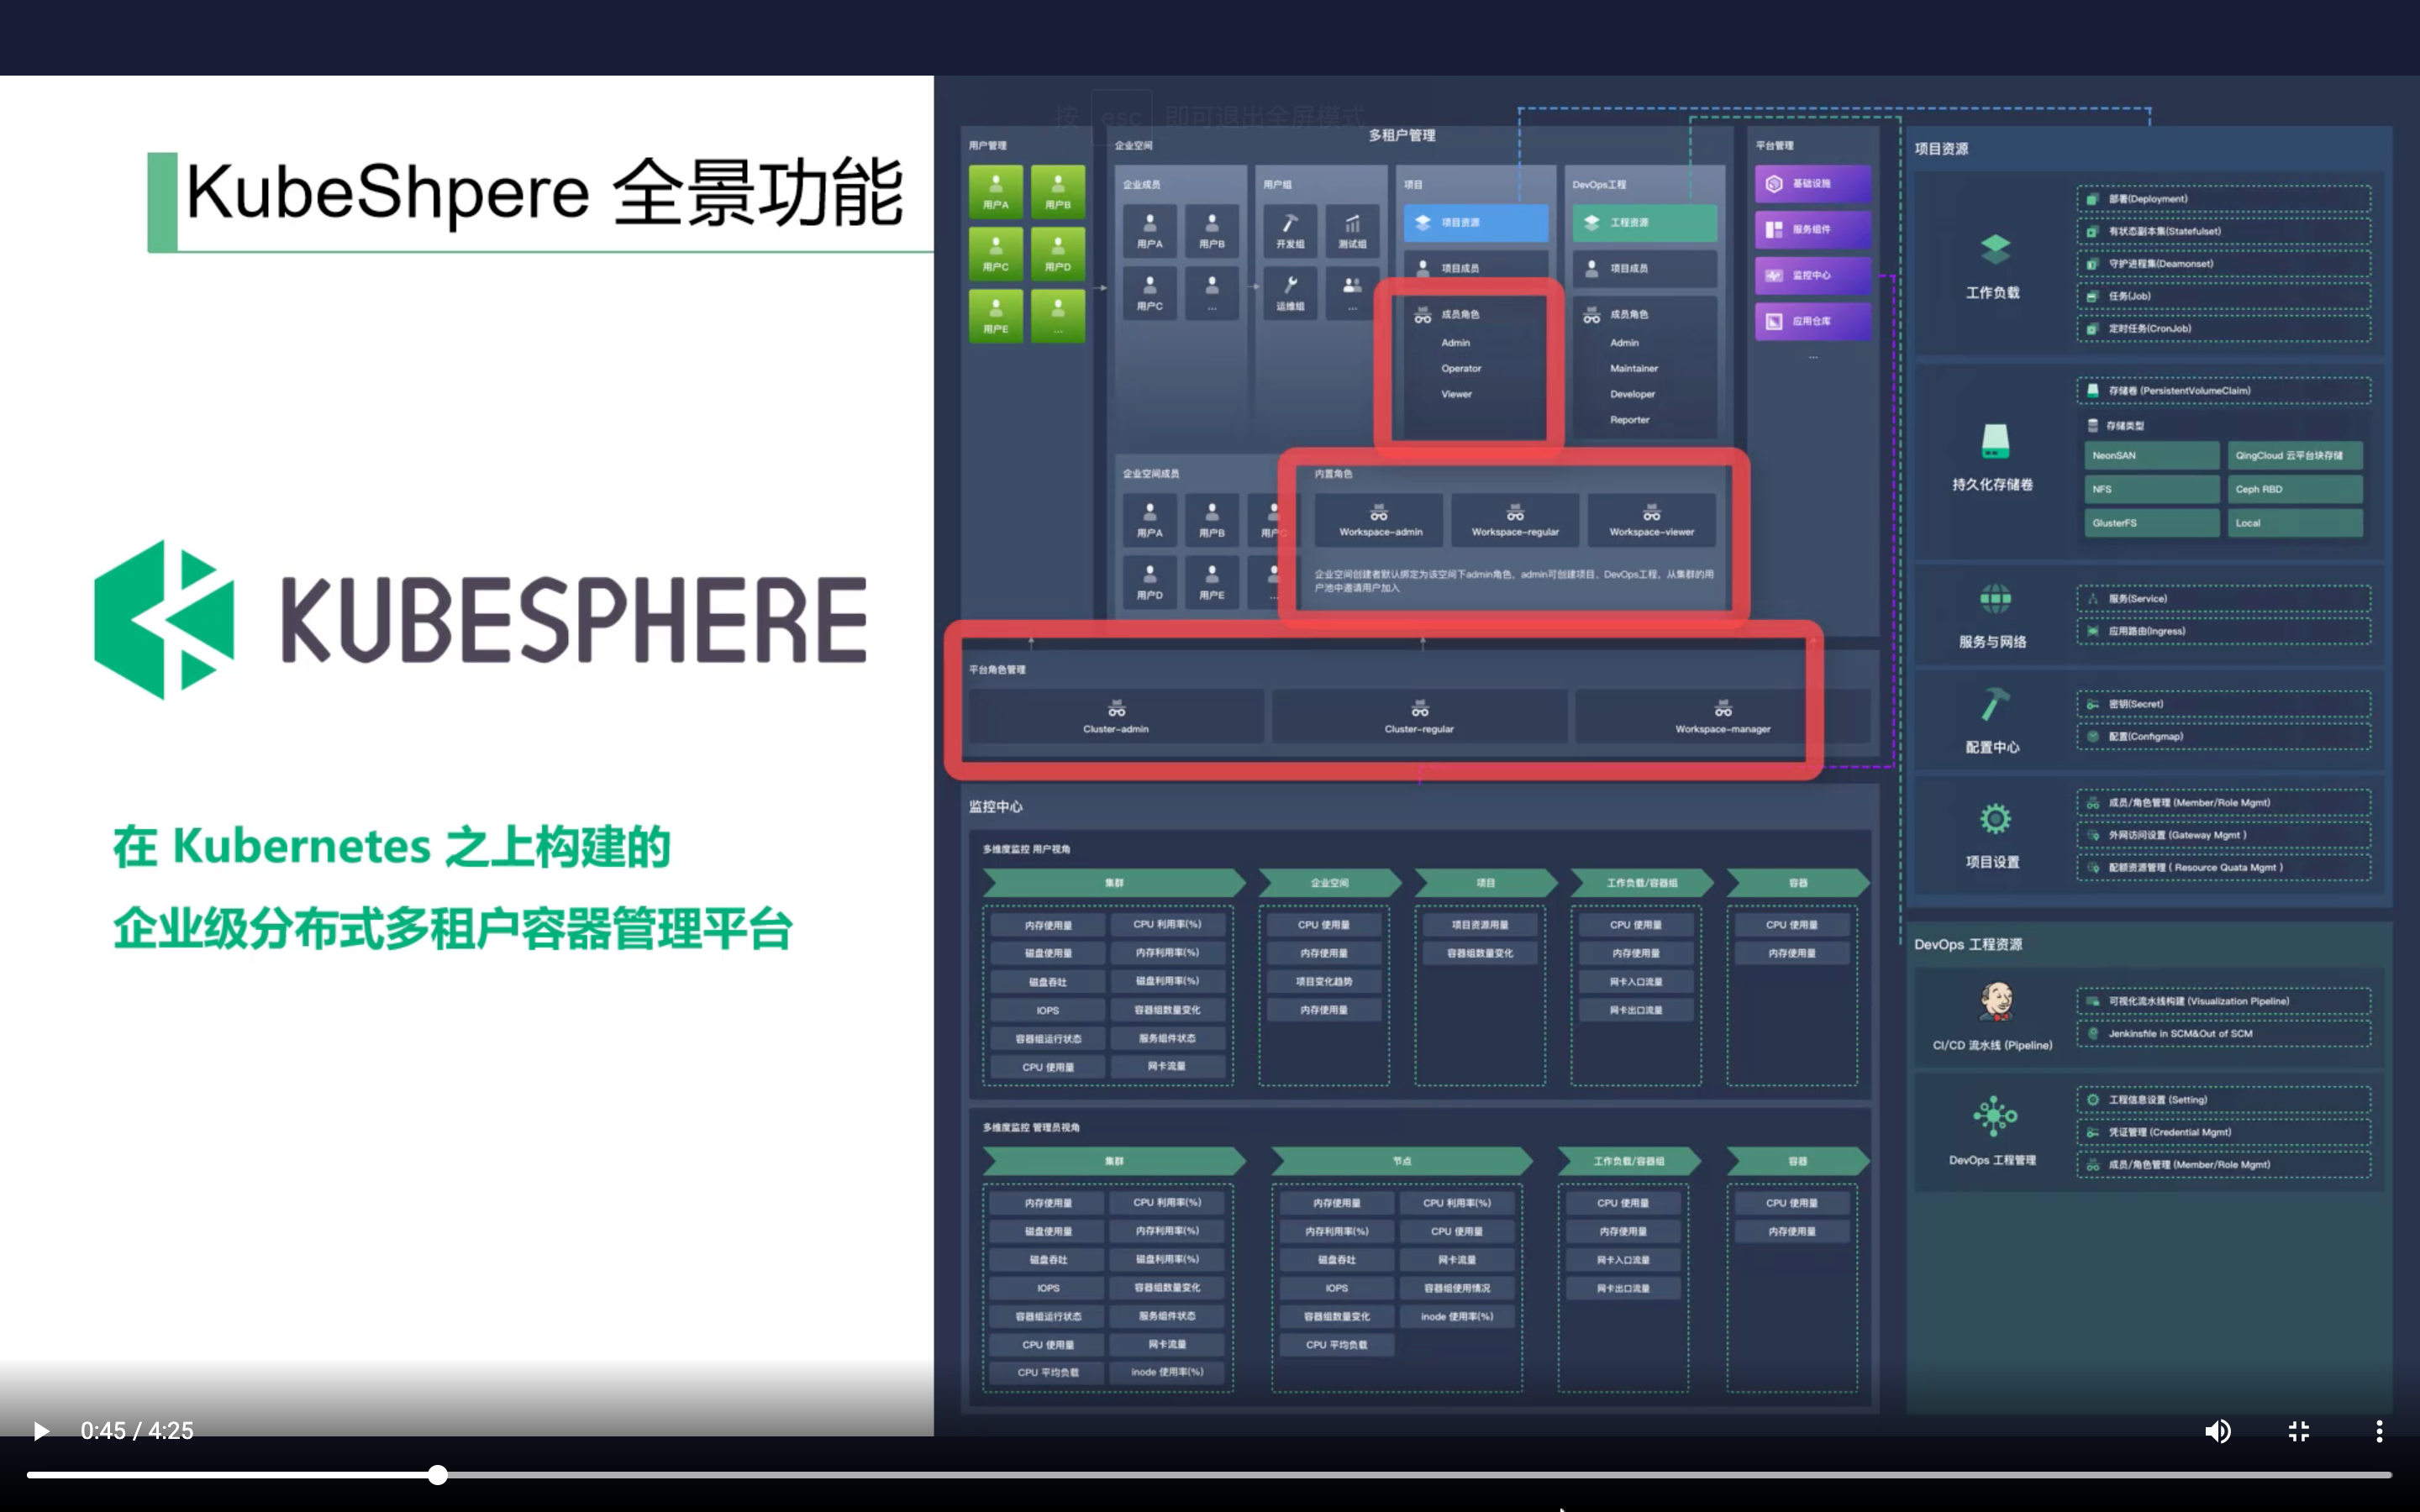 按 esc 即可退出全屏模式
KubeShpere 全景功能
KUBESPHERE
在 Kubernetes 之上构建的
企业级分布式多租户容器管理平台
多租户管理
用户管理
用户A 用户B
用户C 用户D
用户E ...
企业空间
企业成员
用户A 用户B
用户C ...
用户组
开发组 测试组
运维组 ...
项目
项目资源
项目成员
成员角色
Admin
Operator
Viewer
DevOps工程
工程资源
项目成员
成员角色
Admin
Maintainer
Developer
Reporter
企业空间成员
用户A 用户B 用户C
用户D 用户E ...
内置角色
Workspace-admin Workspace-regular Workspace-viewer
企业空间创建者默认绑定为该空间下admin角色，admin可创建项目、DevOps工程，从集群的用
户池中邀请用户加入
平台管理
基础设施
服务组件
监控中心
应用仓库
...
平台角色管理
Cluster-admin Cluster-regular Workspace-manager
监控中心
多维度监控 用户视角
集群 企业空间 项目 工作负载/容器组 容器
内存使用量 CPU 利用率(%) CPU 使用量 项目资源用量 CPU 使用量 CPU 使用量
磁盘使用量 内存利用率(%) 内存使用量 容器组数量变化 内存使用量 内存使用量
磁盘吞吐 磁盘利用率(%) 项目变化趋势 网卡入口流量
IOPS 容器组数量变化 内存使用量 网卡出口流量
容器组运行状态 服务组件状态
CPU 使用量 网卡流量
多维度监控 管理员视角
集群 节点 工作负载/容器组 容器
内存使用量 CPU 利用率(%) 内存使用量 CPU 利用率(%) CPU 使用量 CPU 使用量
磁盘使用量 内存利用率(%) 内存利用率(%) CPU 使用量 内存使用量 内存使用量
磁盘吞吐 磁盘利用率(%) 磁盘吞吐 网卡流量 网卡入口流量
IOPS 容器组数量变化 IOPS 容器组使用情况 网卡出口流量
容器组运行状态 服务组件状态 容器组数量变化 inode 使用率(%)
CPU 使用量 网卡流量 CPU 平均负载
CPU 平均负载 inode 使用率(%)
项目资源
工作负载
部署(Deployment)
有状态副本集(Statefulset)
守护进程集(Deamonset)
任务(Job)
定时任务(CronJob)
持久化存储卷
存储卷 (PersistentVolumeClaim)
存储类型
NeonSAN QingCloud 云平台块存储
NFS Ceph RBD
GlusterFS Local
服务与网络
服务(Service)
应用路由(Ingress)
配置中心
密钥(Secret)
配置(Configmap)
项目设置
成员/角色管理 (Member/Role Mgmt)
外网访问设置 (Gateway Mgmt )
配额资源管理 ( Resource Quata Mgmt )
DevOps 工程资源
CI/CD 流水线 (Pipeline)
可视化流水线构建 (Visualization Pipeline)
Jenkinsfile in SCM&Out of SCM
DevOps 工程管理
工程信息设置 (Setting)
凭证管理 (Credential Mgmt)
成员/角色管理 (Member/Role Mgmt)
0:45 / 4:25